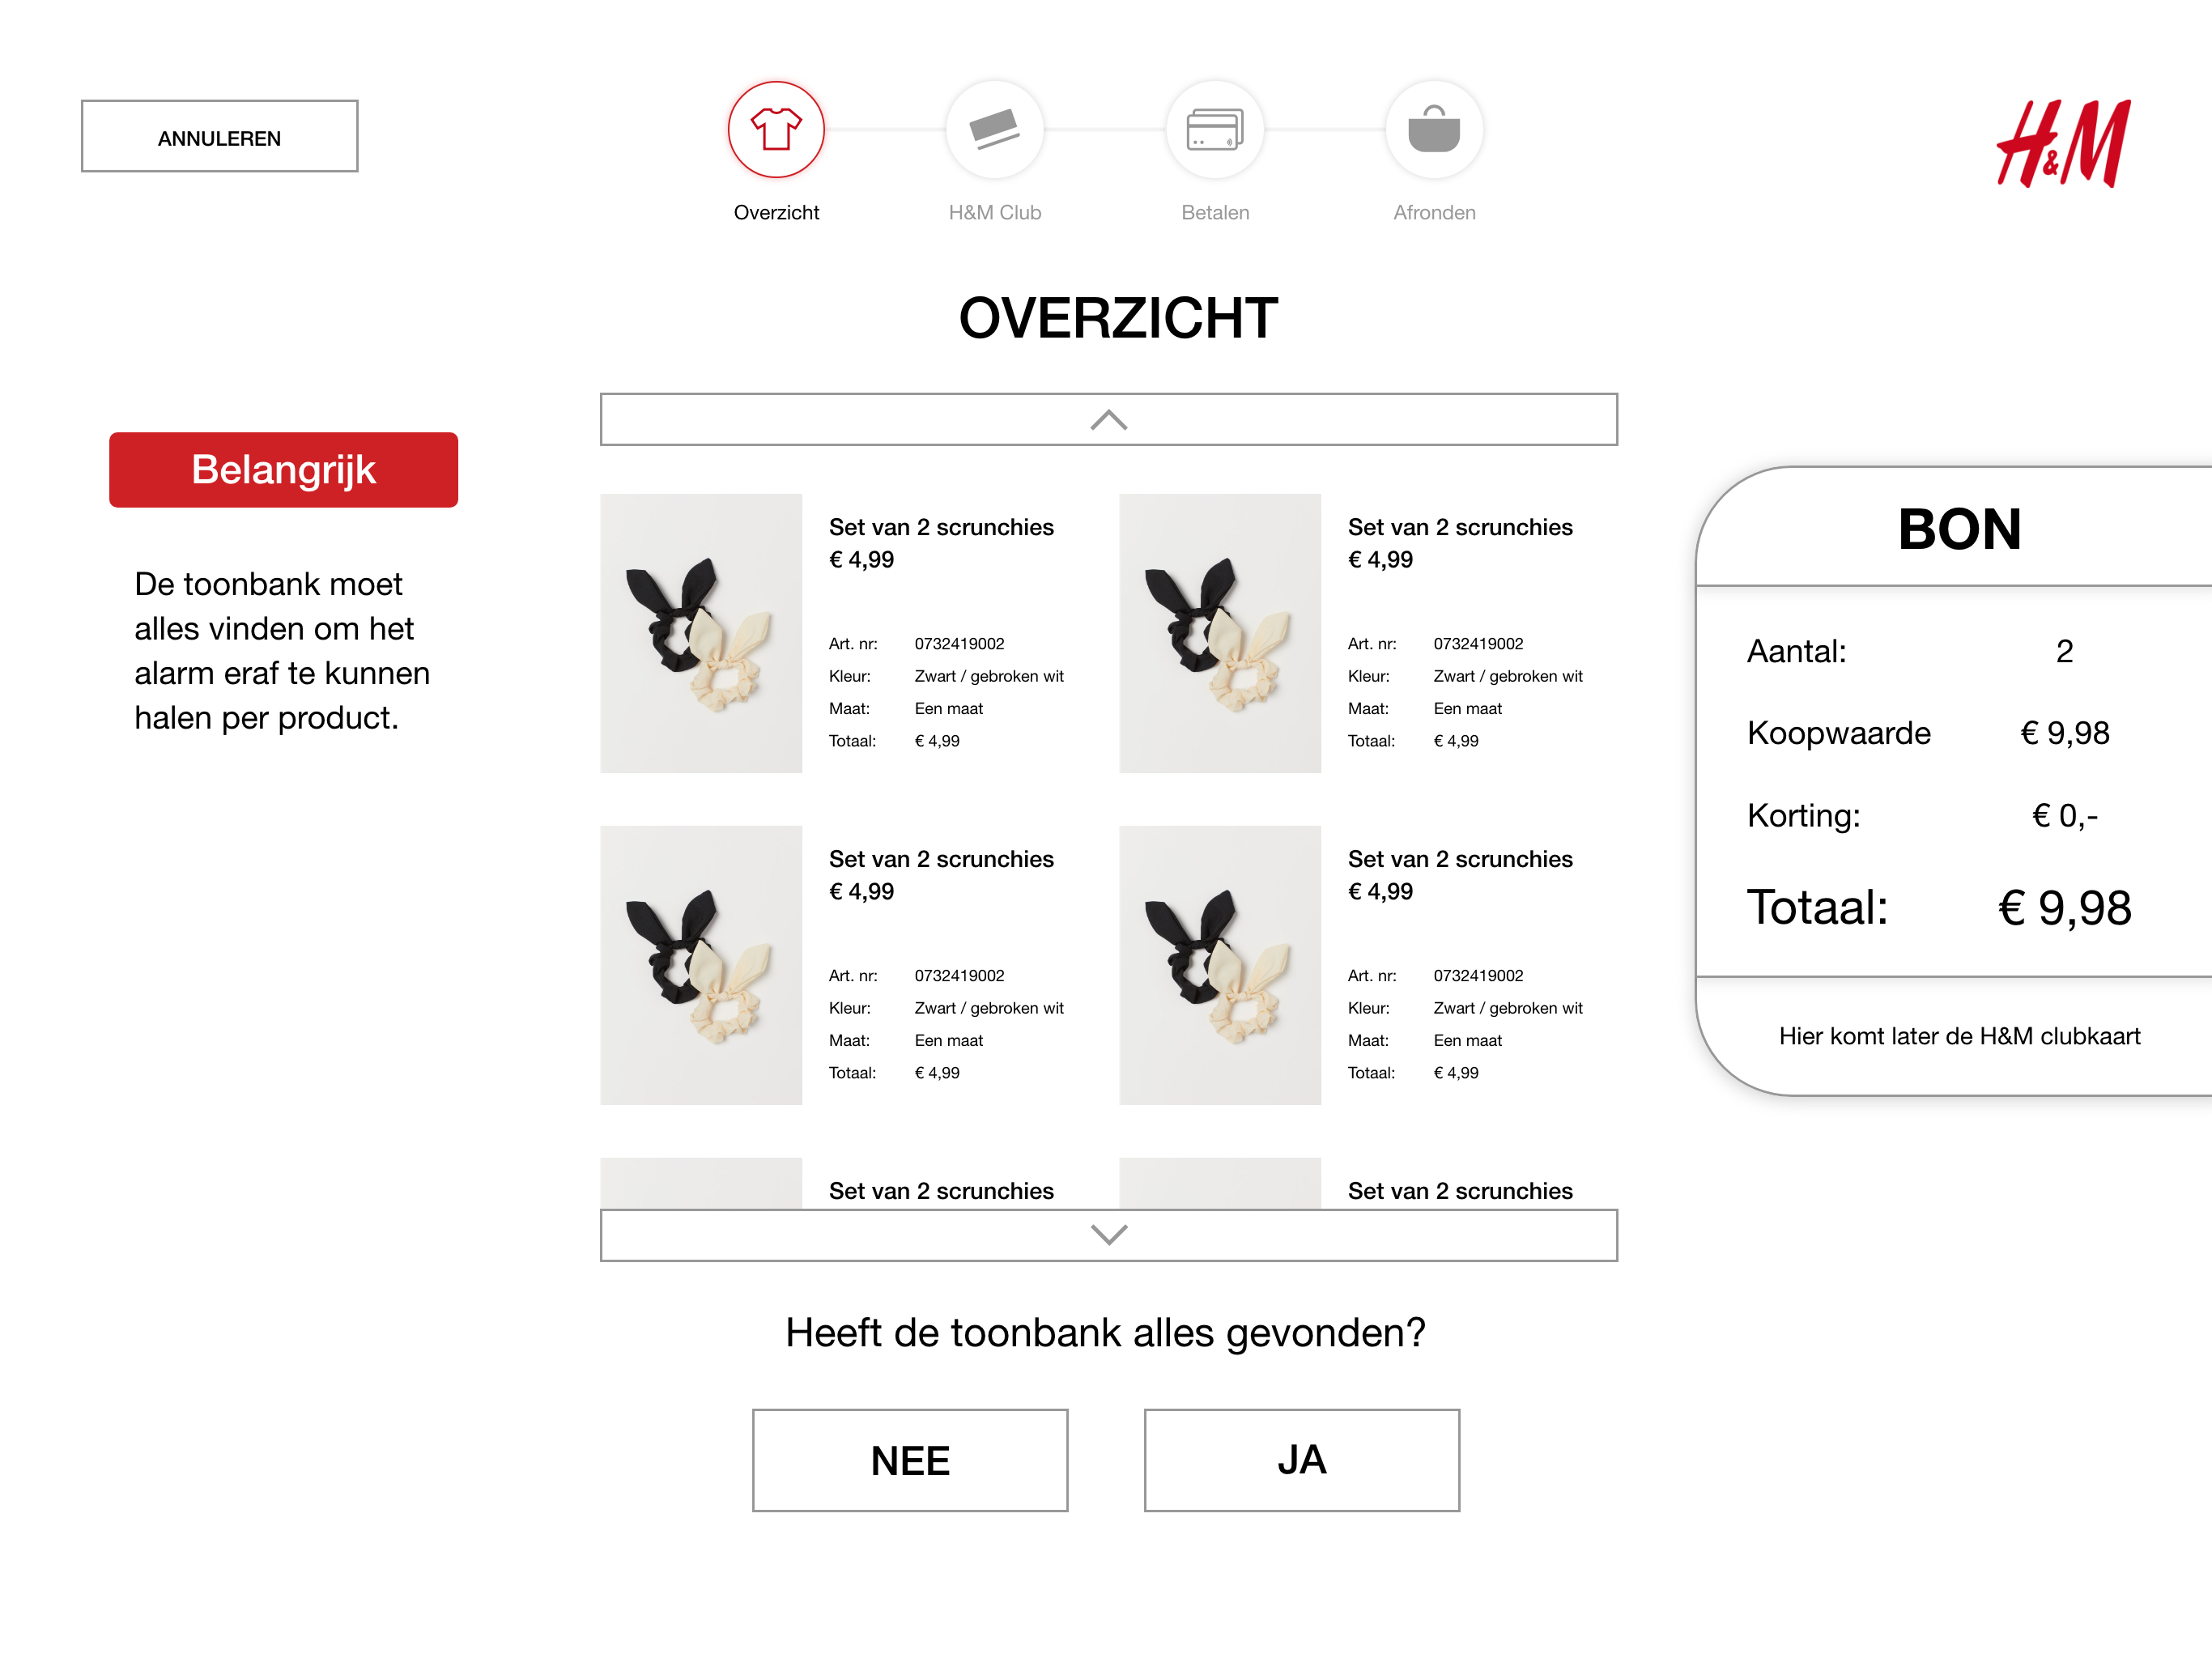 ANNULEREN
H&M
Overzicht
H&M Club
Betalen
Afronden
OVERZICHT
Belangrijk
De toonbank moet
alles vinden om het
alarm eraf te kunnen
halen per product.
Set van 2 scrunchies
€ 4,99
Art. nr: 0732419002
Kleur: Zwart / gebroken wit
Maat: Een maat
Totaal: € 4,99
Set van 2 scrunchies
€ 4,99
Art. nr: 0732419002
Kleur: Zwart / gebroken wit
Maat: Een maat
Totaal: € 4,99
Set van 2 scrunchies
€ 4,99
Art. nr: 0732419002
Kleur: Zwart / gebroken wit
Maat: Een maat
Totaal: € 4,99
Set van 2 scrunchies
€ 4,99
Art. nr: 0732419002
Kleur: Zwart / gebroken wit
Maat: Een maat
Totaal: € 4,99
Set van 2 scrunchies
Set van 2 scrunchies
BON
Aantal: 2
Koopwaarde € 9,98
Korting: € 0,-
Totaal: € 9,98
Hier komt later de H&M clubkaart
Heeft de toonbank alles gevonden?
NEE
JA